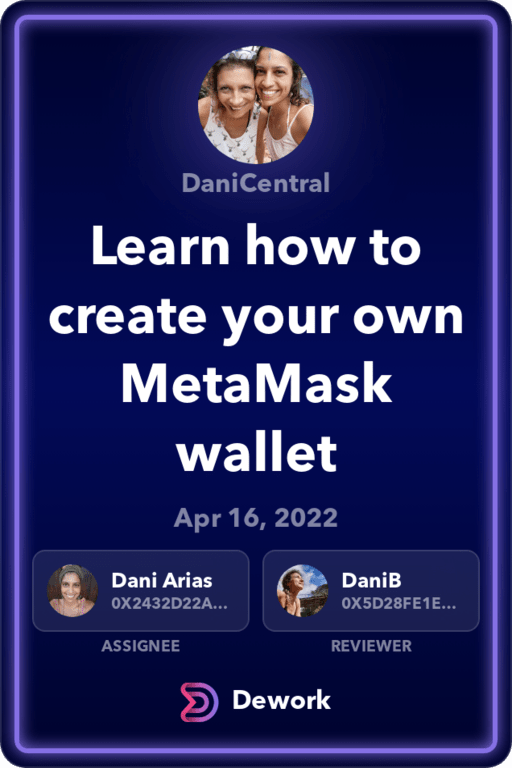 DaniCentral
Learn how to
create your own
MetaMask
wallet
Apr 16, 2022
Dani Arias
0X2432D22A...
ASSIGNEE
DaniB
0X5D28FE1E...
REVIEWER
Dework